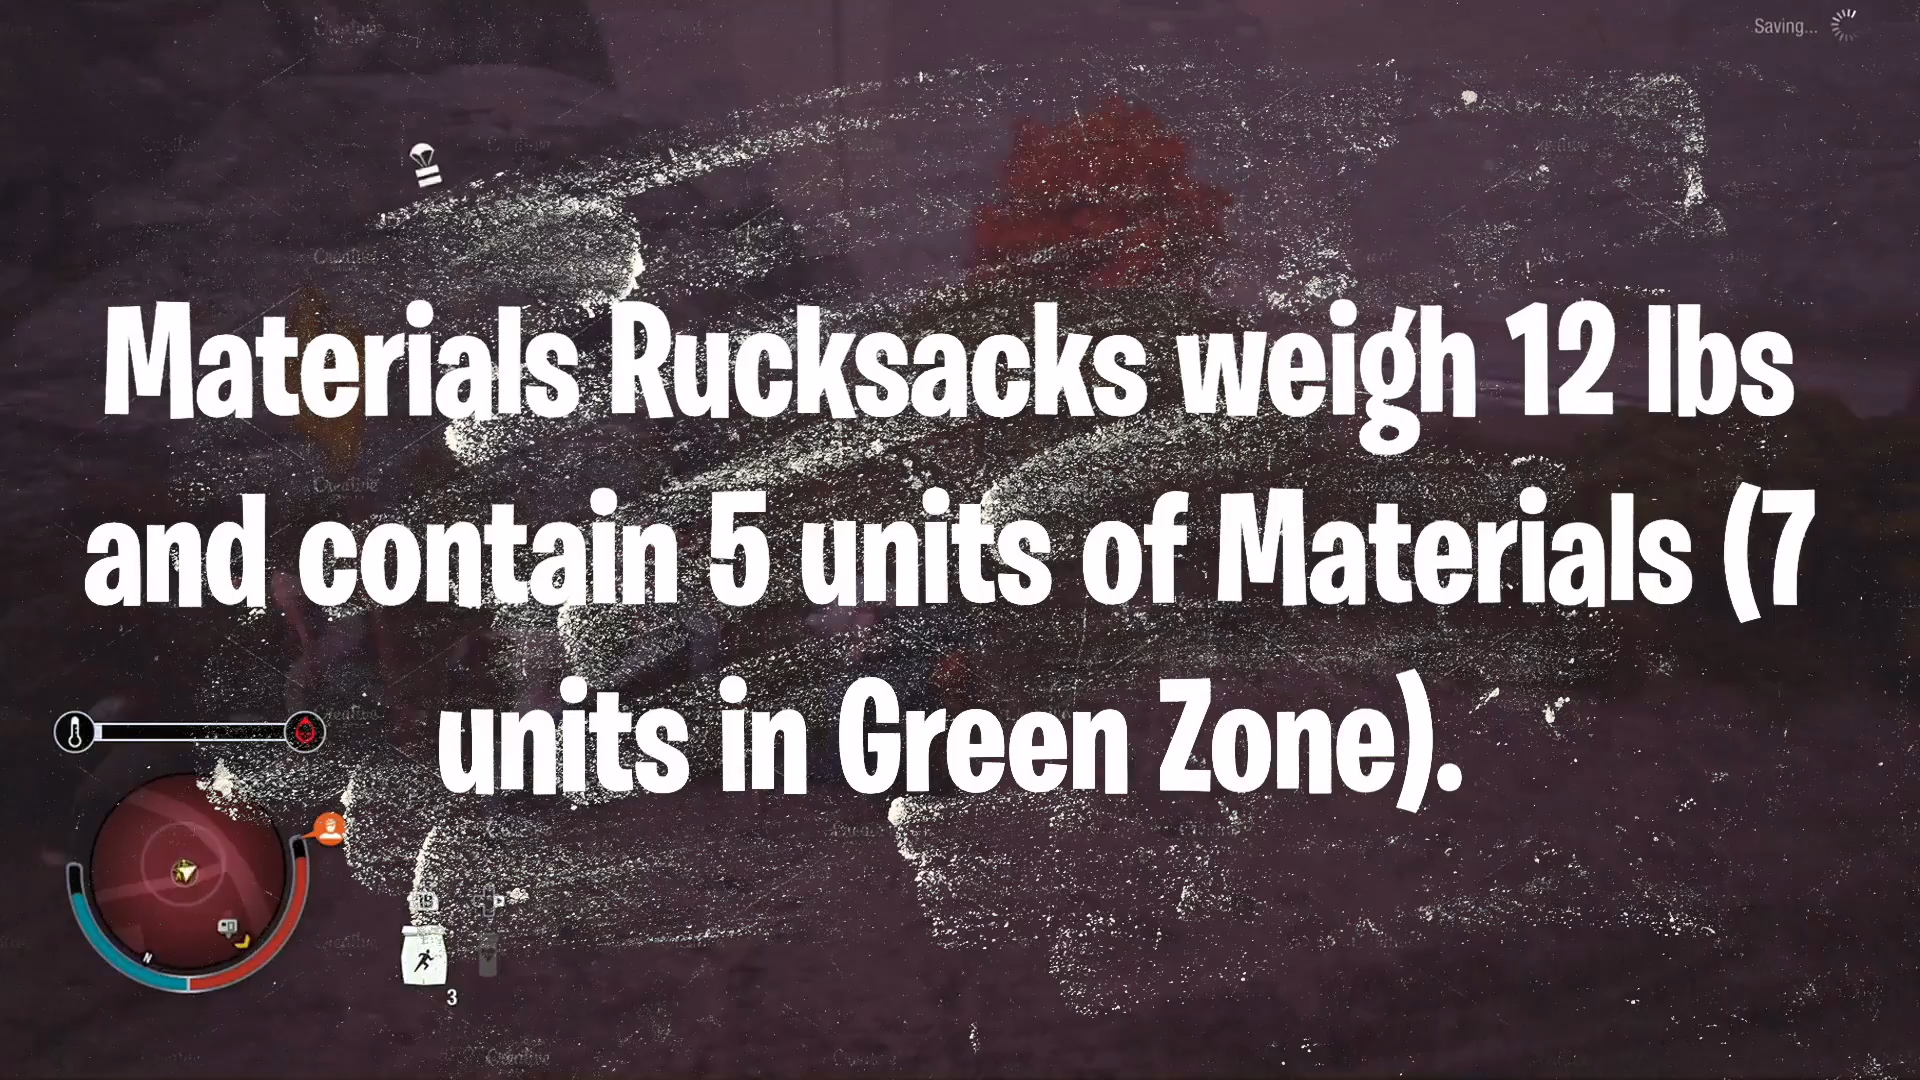 Saving...
Materials Rucksacks weigh 12 lbs
and contain 5 units of Materials (7
units in Green Zone).
N
3